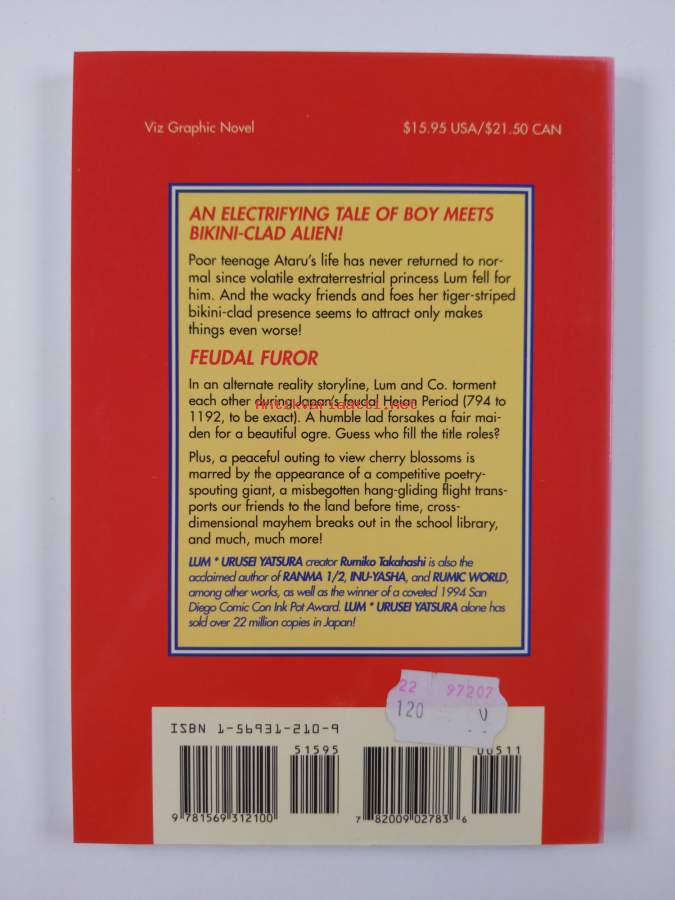 Viz Graphic Novel
$15.95 USA/$21.50 CAN
AN ELECTRIFYING TALE OF BOY MEETS
BIKINI-CLAD ALIEN!
Poor teenage Ataru's life has never returned to nor-
mal since volatile extraterrestrial princess Lum fell for
him. And the wacky friends and foes her tiger-striped
bikini-clad presence seems to attract only makes
things even worse!
FEUDAL FUROR
In an alternate reality storyline, Lum and Co. torment
each other during Japan's feudal Heian Period (794 to
Antikvariaatti.net
1192, to be exact). A humble lad forsakes a fair mai-
den for a beautiful ogre. Guess who fill the title roles?
Plus, a peaceful outing to view cherry blossoms is
marred by the appearance of a competitive poetry-
spouting giant, a misbegotten hang-gliding flight trans-
ports our friends to the land before time, cross-
dimensional mayhem breaks out in the school library,
and much, much more!
LUM * URUSEI YATSURA creator Rumiko Takahashi is also the
acclaimed author of RANMA 1/2, INU-YASHA, and RUMIC WORLD,
among other works, as well as the winner of a coveted 1994 San
Diego Comic Con Ink Pot Award. LUM * URUSEI YATSURA alone has
sold over 22 million copies in Japan!
22 97207
120 0
ISBN 1-56931-210-9
51595
00511
9 781569 312100
7 82009 02783 6